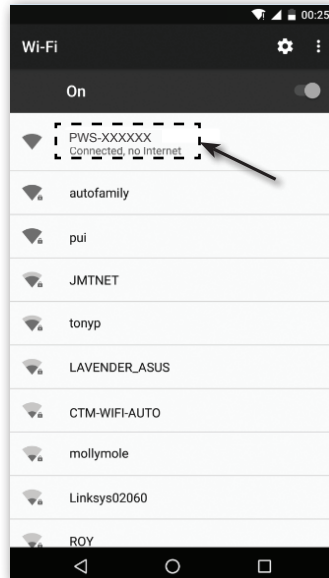 00:25
Wi-Fi
On
PWS-XXXXXX
Connected, no Internet
autofamily
pui
JMTNET
tonyp
LAVENDER_ASUS
CTM-WIFI-AUTO
mollymole
Linksys02060
ROY